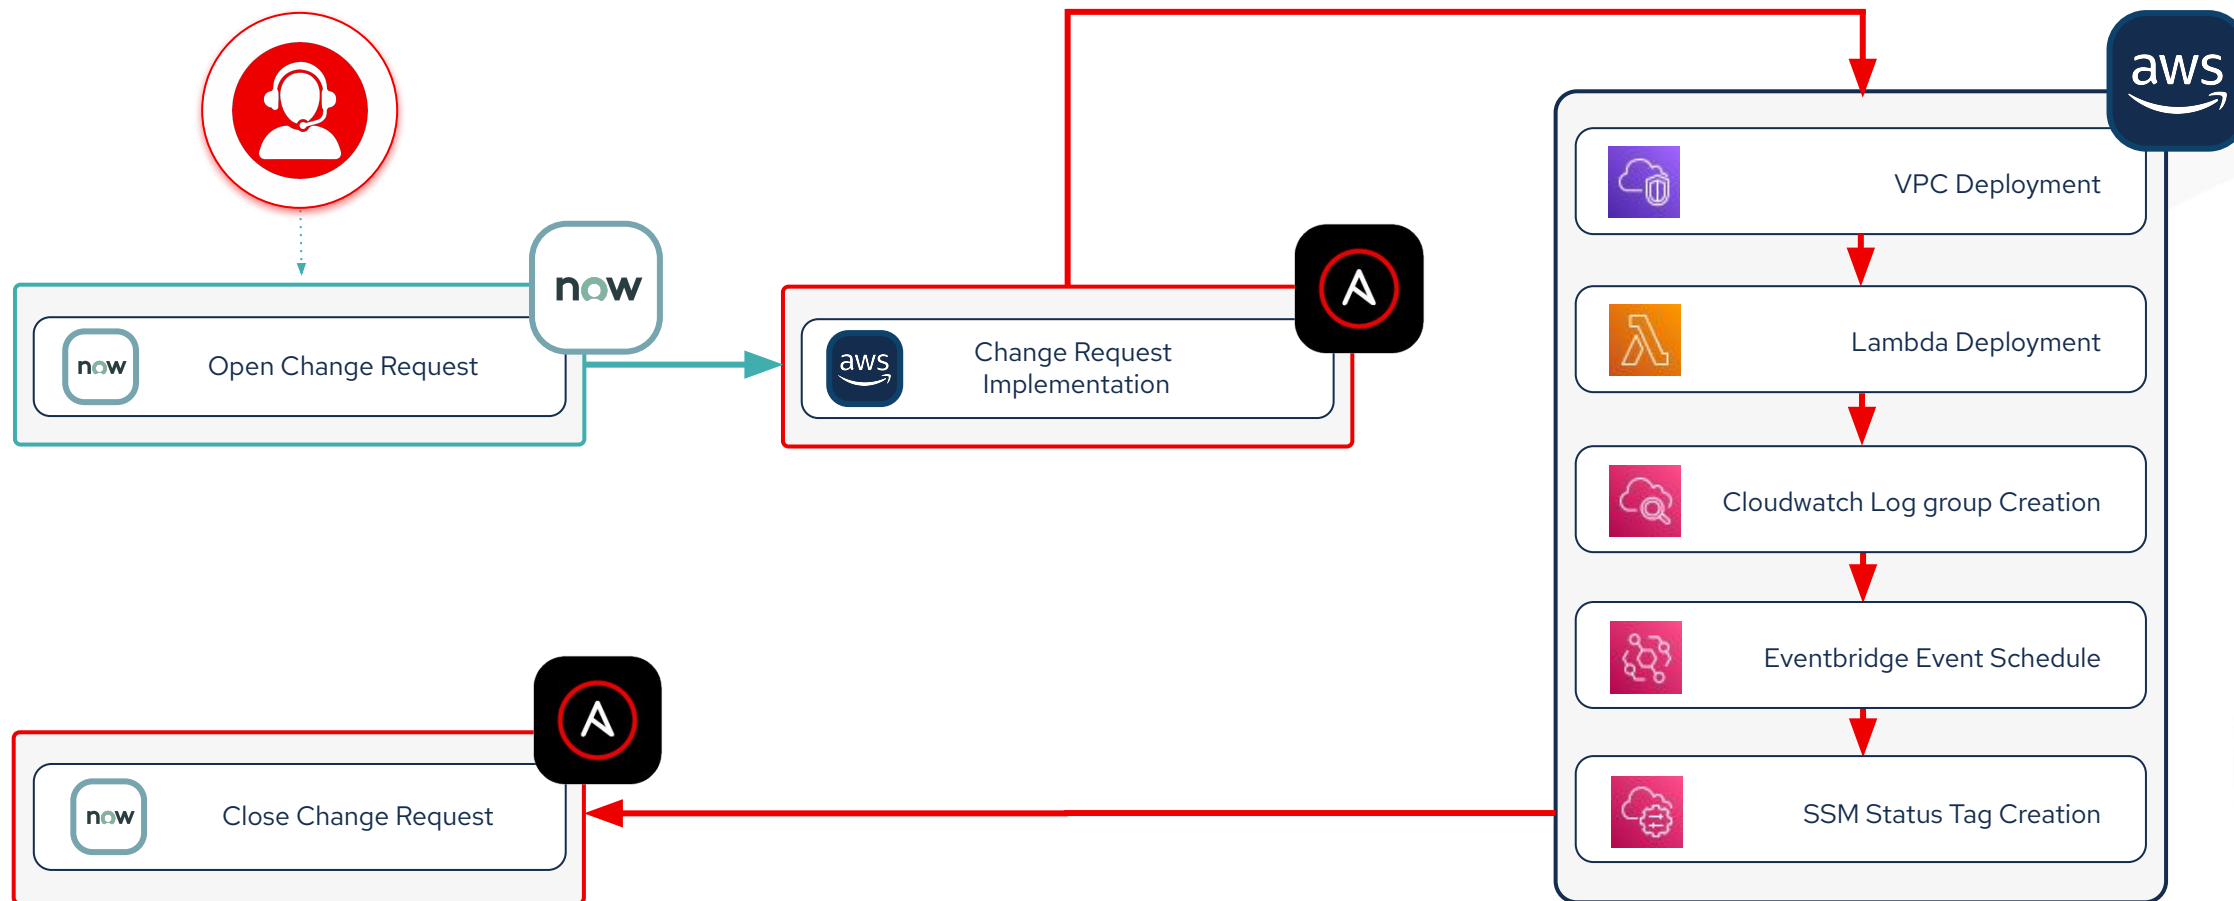 aws
VPC Deployment
now
Lambda Deployment
now
Open Change Request
aws
Change Request
Implementation
Cloudwatch Log group Creation
Eventbridge Event Schedule
now
Close Change Request
SSM Status Tag Creation